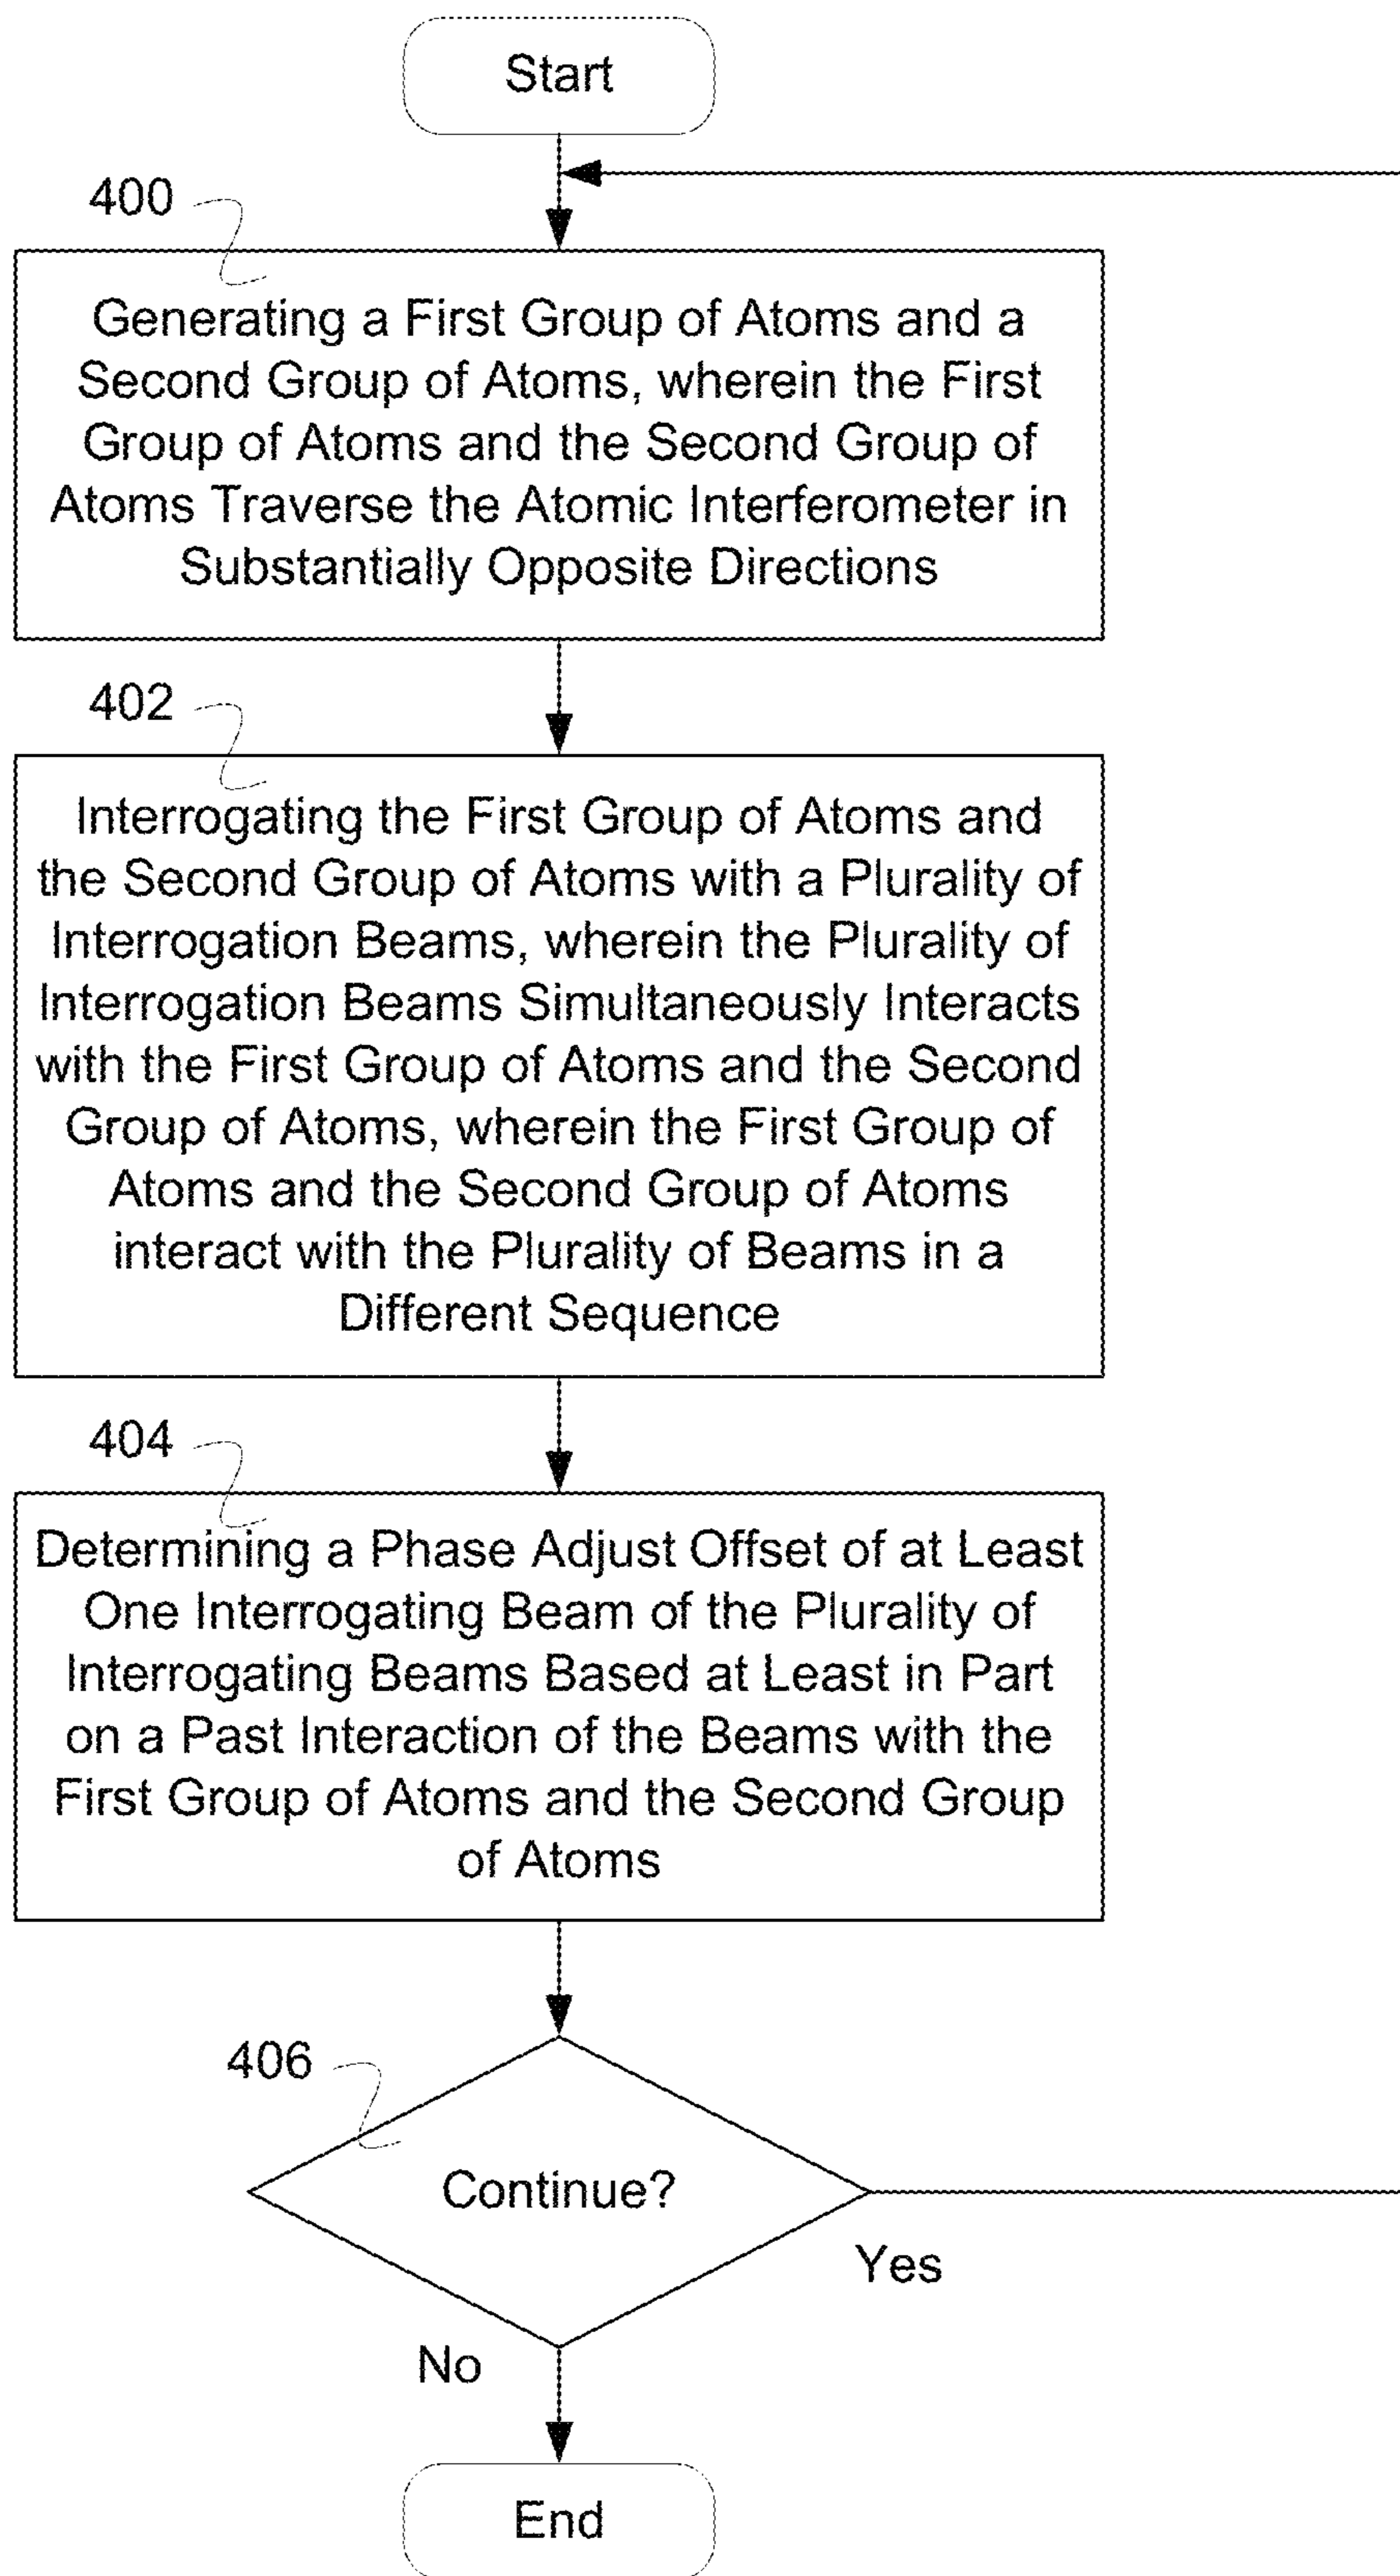 Start
400
Generating a First Group of Atoms and a
Second Group of Atoms, wherein the First
Group of Atoms and the Second Group of
Atoms Traverse the Atomic Interferometer in
Substantially Opposite Directions
402
Interrogating the First Group of Atoms and
the Second Group of Atoms with a Plurality of
Interrogation Beams, wherein the Plurality of
Interrogation Beams Simultaneously Interacts
with the First Group of Atoms and the Second
Group of Atoms, wherein the First Group of
Atoms and the Second Group of Atoms
interact with the Plurality of Beams in a
Different Sequence
404
Determining a Phase Adjust Offset of at Least
One Interrogating Beam of the Plurality of
Interrogating Beams Based at Least in Part
on a Past Interaction of the Beams with the
First Group of Atoms and the Second Group
of Atoms
406
Continue?
Yes
No
End